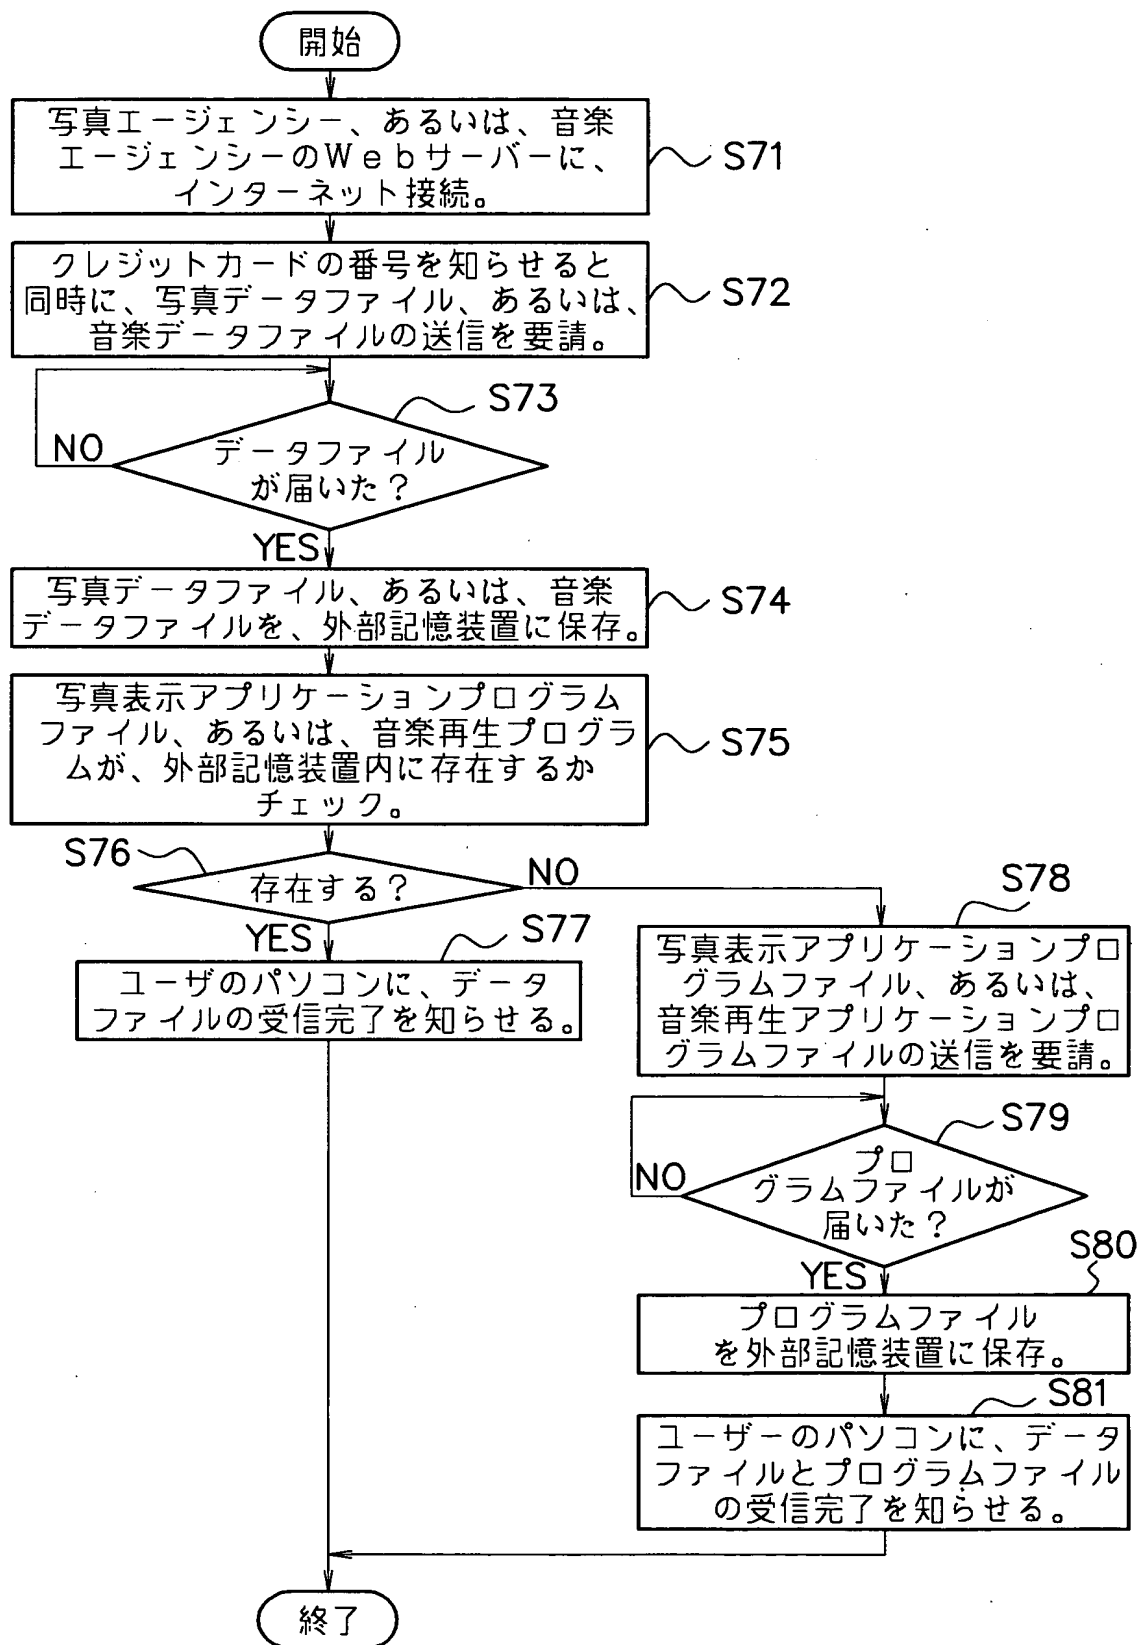 開始
写真エージェンシー、あるいは、音楽
エージェンシーのWebサーバーに、
インターネット接続。
S71
クレジットカードの番号を知らせると
同時に、写真データファイル、あるいは、
音楽データファイルの送信を要請。
S72
S73
NO
データファイル
が届いた?
YES
写真データファイル、あるいは、音楽
データファイルを、外部記憶装置に保存。
S74
写真表示アプリケーションプログラム
ファイル、あるいは、音楽再生プログラ
ムが、外部記憶装置内に存在するか
チェック。
S75
S76
存在する?
NO
YES
S77
ユーザのパソコンに、データ
ファイルの受信完了を知らせる。
S78
写真表示アプリケーションプロ
グラムファイル、あるいは、
音楽再生アプリケーションプロ
グラムファイルの送信を要請。
S79
NO
プロ
グラムファイルが
届いた?
YES
S80
プログラムファイル
を外部記憶装置に保存。
S81
ユーザーのパソコンに、データ
ファイルとプログラムファイル
の受信完了を知らせる。
終了